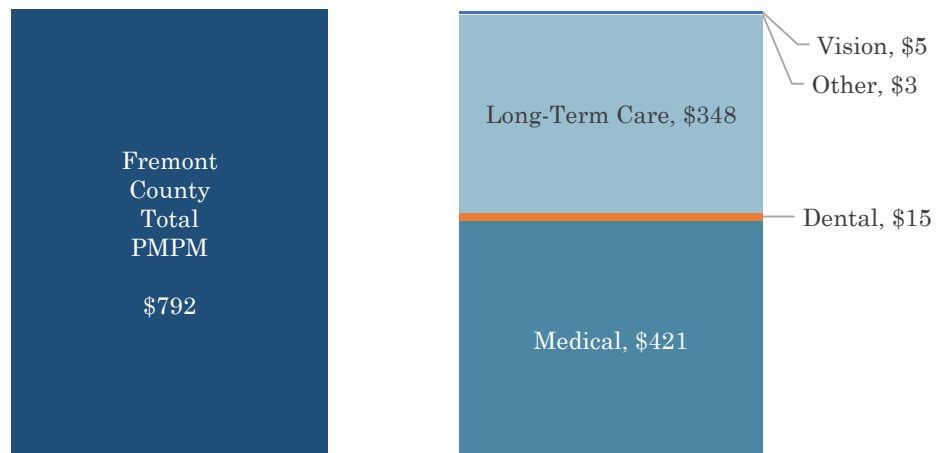 Fremont
County
Total
PMPM
$792
Vision, $5
Other, $3
Long-Term Care, $348
Dental, $15
Medical, $421